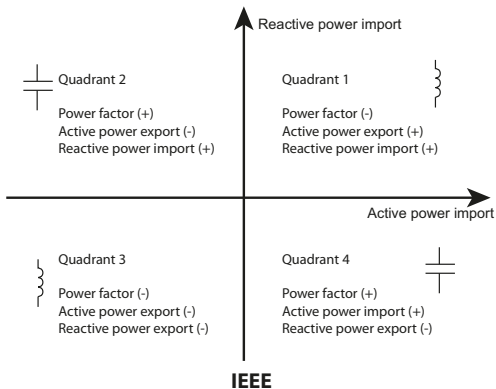 Reactive power import
Quadrant 2
Power factor (+)
Active power export (-)
Reactive power import (+)
Quadrant 1
Power factor (-)
Active power export (+)
Reactive power import (+)
Active power import
Quadrant 3
Power factor (-)
Active power export (-)
Reactive power export (-)
Quadrant 4
Power factor (+)
Active power import (+)
Reactive power export (-)
IEEE